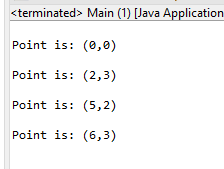 <terminated> Main (1) [Java Application
Point is: (0,0)
Point is: (2,3)
Point is: (5,2)
Point is: (6,3)